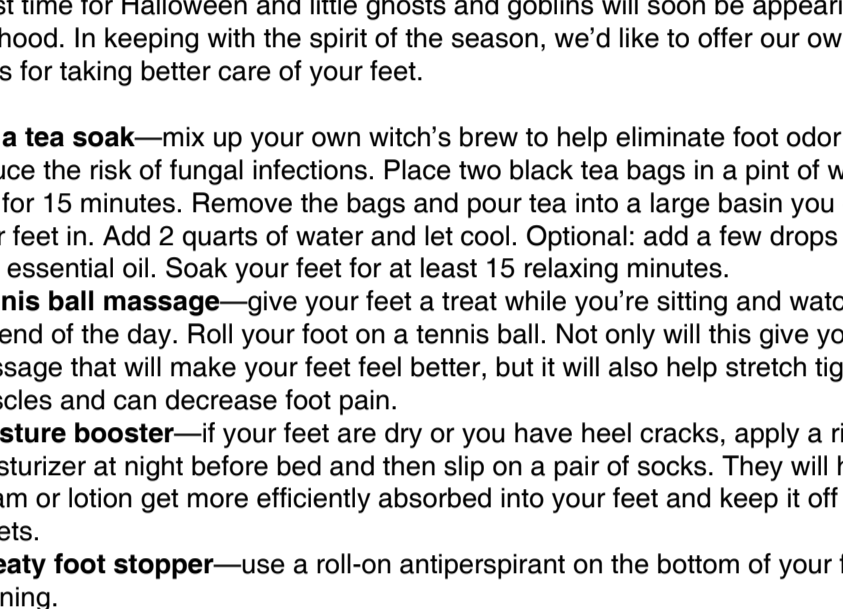 st time for Halloween and little ghosts and goblins will soon be appeari
hood. In keeping with the spirit of the season, we’d like to offer our ow
s for taking better care of your feet.
a tea soak—mix up your own witch’s brew to help eliminate foot odor
uce the risk of fungal infections. Place two black tea bags in a pint of w
for 15 minutes. Remove the bags and pour tea into a large basin you
r feet in. Add 2 quarts of water and let cool. Optional: add a few drops
essential oil. Soak your feet for at least 15 relaxing minutes.
nis ball massage—give your feet a treat while you’re sitting and watc
end of the day. Roll your foot on a tennis ball. Not only will this give yo
ssage that will make your feet feel better, but it will also help stretch tig
scles and can decrease foot pain.
sture booster—if your feet are dry or you have heel cracks, apply a ri
sturizer at night before bed and then slip on a pair of socks. They will h
am or lotion get more efficiently absorbed into your feet and keep it off
ets.
eaty foot stopper—use a roll-on antiperspirant on the bottom of your f
ning.